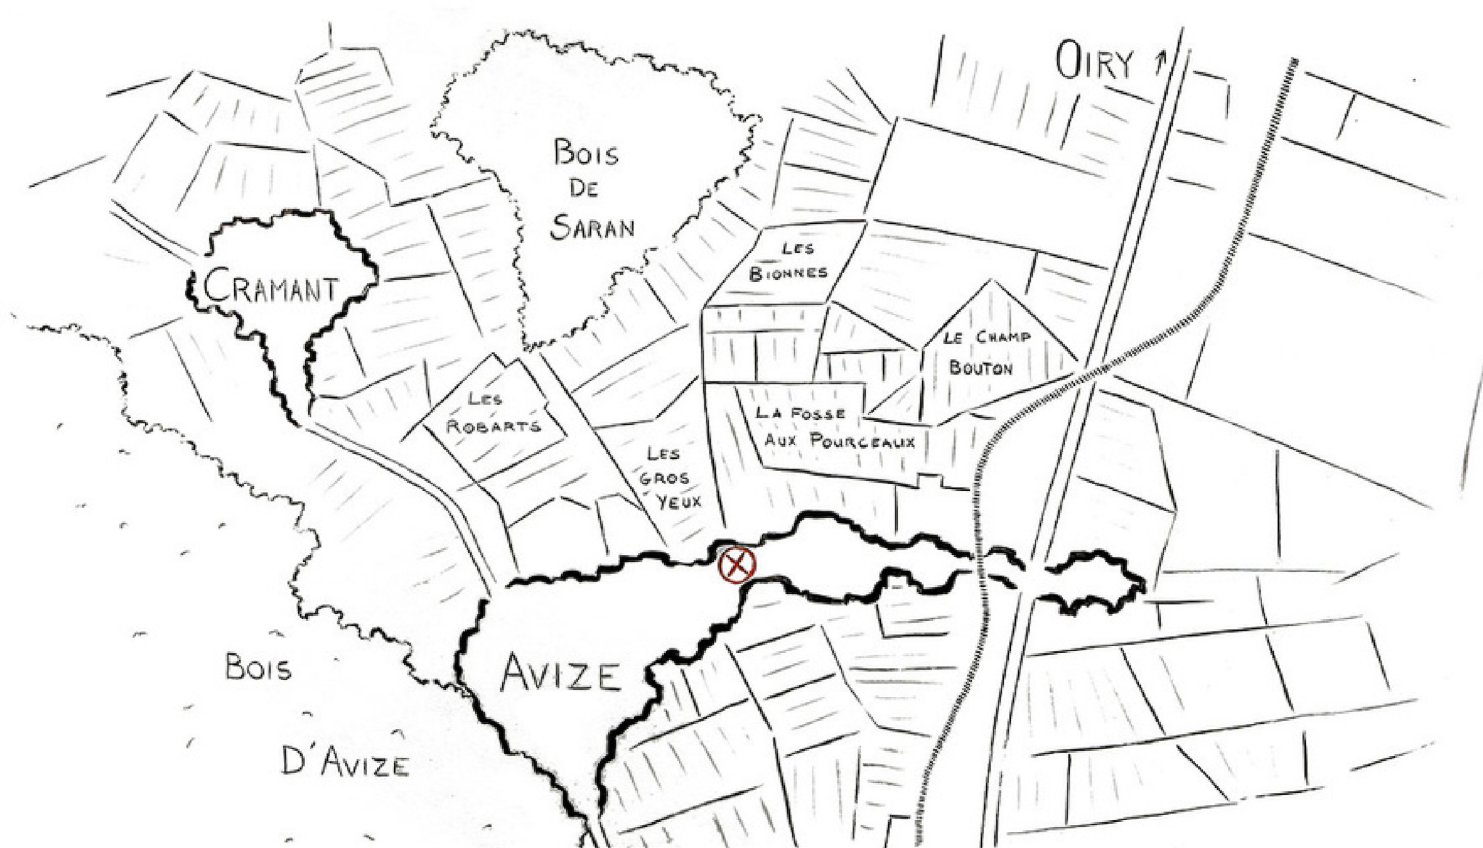 OIRY
BOIS
DE
SARAN
LES
BIONNES
CRAMANT
LE CHAMP
BOUTON
LES
ROBARTS
LA FOSSE
AUX POURCEAUX
LES
GROS
YEUX
BOIS
D'AVIZE
AVIZE